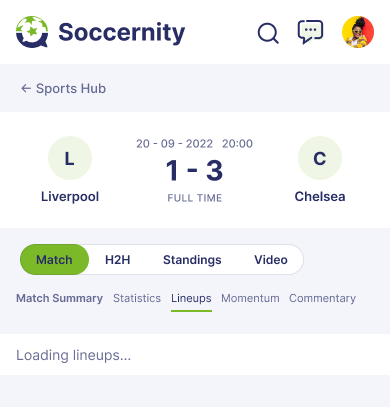 Soccernity
← Sports Hub
20 - 09 - 2022 20:00
L
1 - 3
C
Liverpool
FULL TIME
Chelsea
Match H2H Standings Video
Match Summary Statistics Lineups Momentum Commentary
Loading lineups...